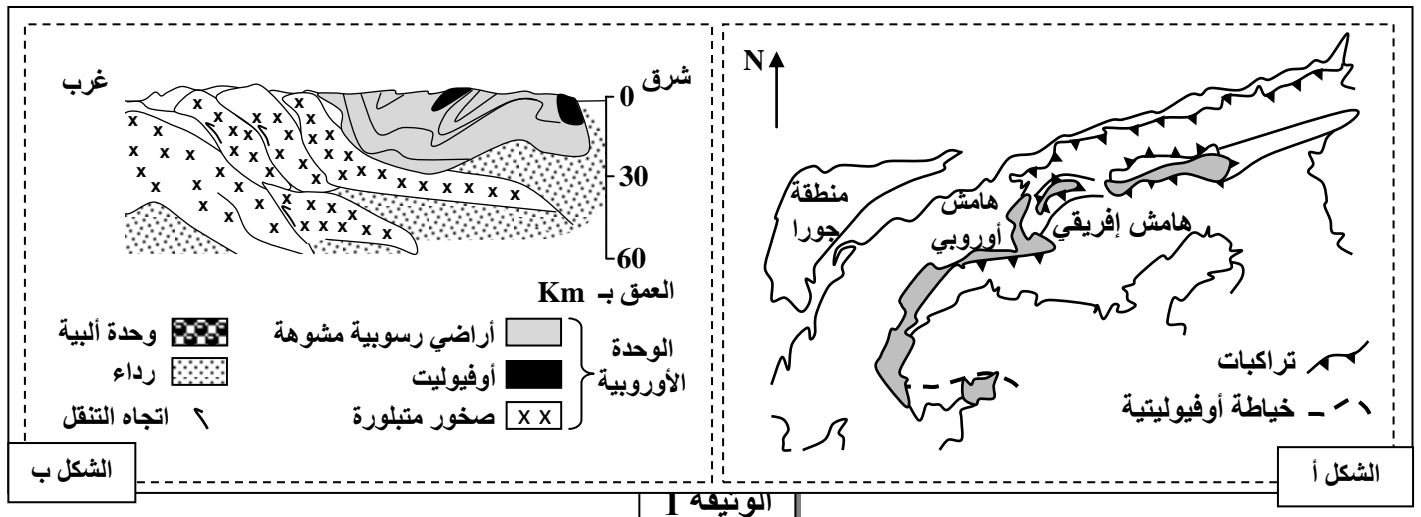 N
منطقة
جورا
هامش
أوروبي
هامش إفريقي
تراكبات
خياطة أوفيوليتية
الشكل أ
شرق
غرب
0
30
60
العمق بـ Km
الوحدة
الأوروبية
أراضي رسوبية مشوهة
أوفيوليت
صخور متبلورة
وحدة ألبية
رداء
اتجاه التنقل
الشكل ب
الوثيقة 1